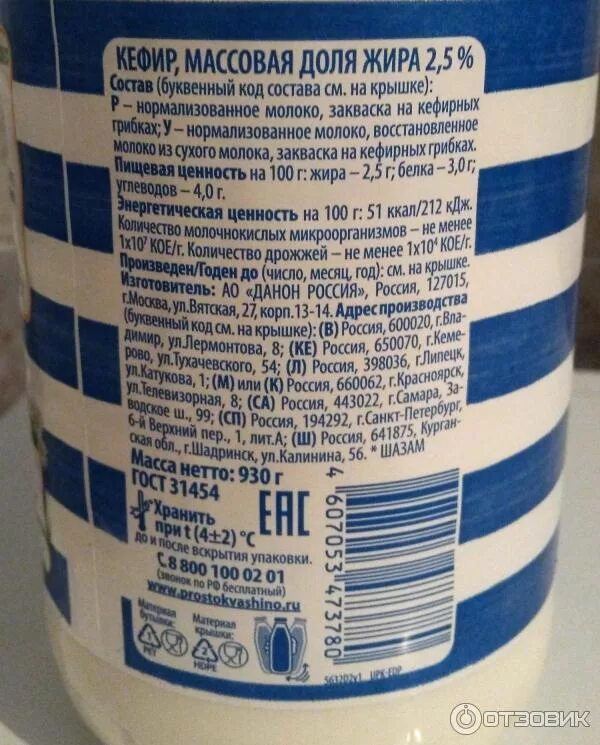 КЕФИР, МАССОВАЯ ДОЛЯ ЖИРА 2,5 %
Состав (буквенный код состава см. на крышке):
Р – нормализованное молоко, закваска на кефирных
грибках; У – нормализованное молоко, восстановленное
молоко из сухого молока, закваска на кефирных грибках.
Пищевая ценность на 100 г: жира – 2,5 г; белка – 3,0 г;
углеводов – 4,0 г.
Энергетическая ценность на 100 г: 51 ккал/212 кДж.
Количество молочнокислых микроорганизмов – не менее
1x10⁷ КОЕ/г. Количество дрожжей – не менее 1x10⁴ КОЕ/г.
Произведен/Годен до (число, месяц, год): см. на крышке.
Изготовитель: АО «ДАНОН РОССИЯ», Россия, 127015,
г.Москва, ул.Вятская, 27, корп.13-14. Адрес производства
(буквенный код см. на крышке): (В) Россия, 600020, г.Вла-
димир, ул.Лермонтова, 8; (КЕ) Россия, 650070, г.Кеме-
рово, ул.Тухачевского, 54; (Л) Россия, 398036, г.Липецк,
ул.Катукова, 1; (М) или (К) Россия, 660062, г.Красноярск,
ул.Телевизорная, 8; (СА) Россия, 443022, г.Самара, За-
водское ш., 99; (СП) Россия, 194292, г.Санкт-Петербург,
6-й Верхний пер., 1, лит.А; (Ш) Россия, 641875, Курган-
ская обл., г.Шадринск, ул.Калинина, 56. * ШАЗАМ
Масса нетто: 930 г
ГОСТ 31454
EAC
Хранить
при t (4±2) °C
до и после вскрытия упаковки.
8 800 100 02 01
(звонок по РФ бесплатный)
www.prostokvashino.ru
Материал бутылки:
1 PET
Материал крышки:
2 HDPE
4 607053 473780
563202v1 UPK-EDP
ОТЗОВИК